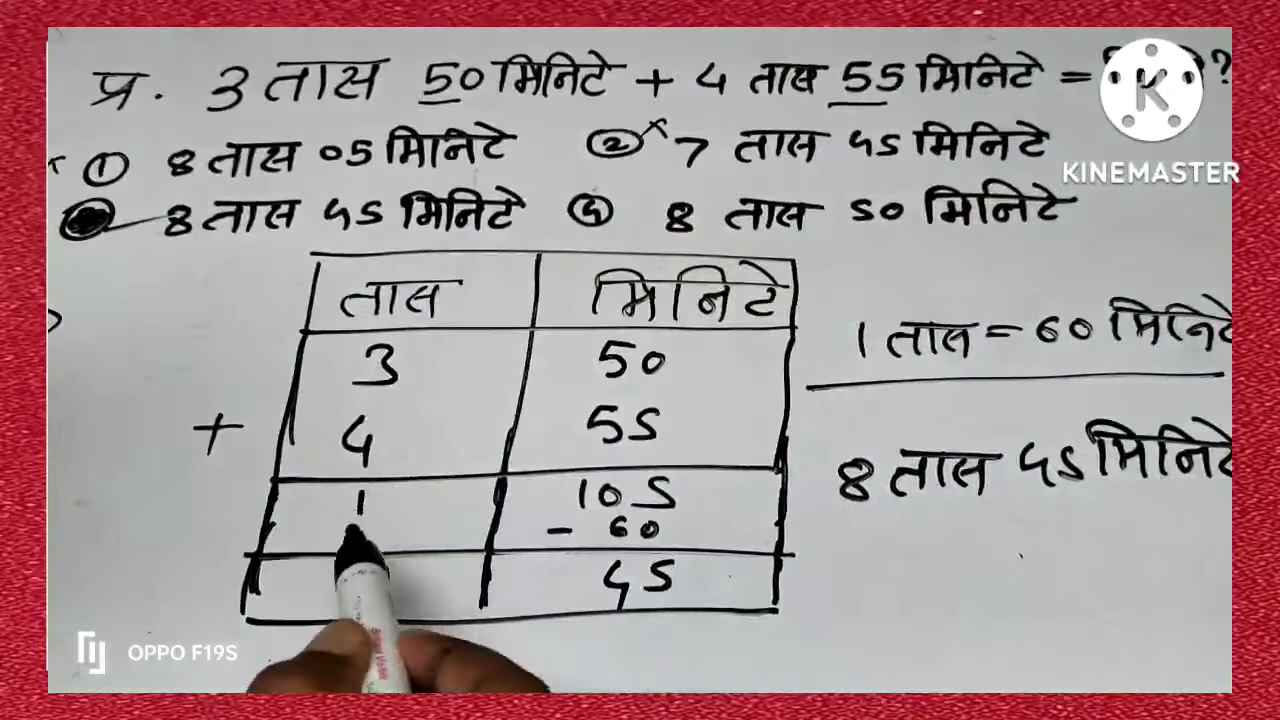 प्र. 3 तास 50 मिनिटे + 4 तास 55 मिनिटे = ?
① 8 तास 05 मिनिटे ② 7 तास 45 मिनिटे
8 तास 45 मिनिटे ④ 8 तास 50 मिनिटे
तास मिनिटे
3 50
+ 4 55
1 105
- 60
45
1 तास = 60 मिनिटे
8 तास 45 मिनिटे
KINEMASTER
OPPO F19S